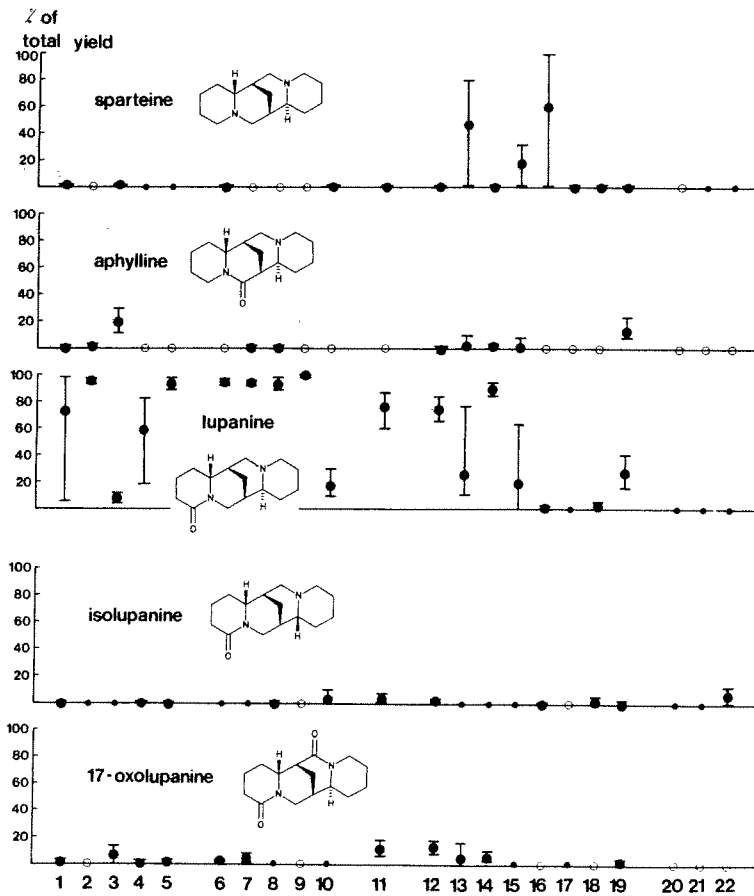 % of
total yield
100
80
60
40
20
sparteine
H
N
N
H
100
80
60
40
20
aphylline
H
N
N
H
O
100
80
60
40
20
lupanine
H
N
N
H
O
100
80
60
40
20
isolupanine
H
N
N
H
O
100
80
60
40
20
17-oxolupanine
O
H
N
N
H
O
1 2 3 4 5 6 7 8 9 10 11 12 13 14 15 16 17 18 19 20 21 22